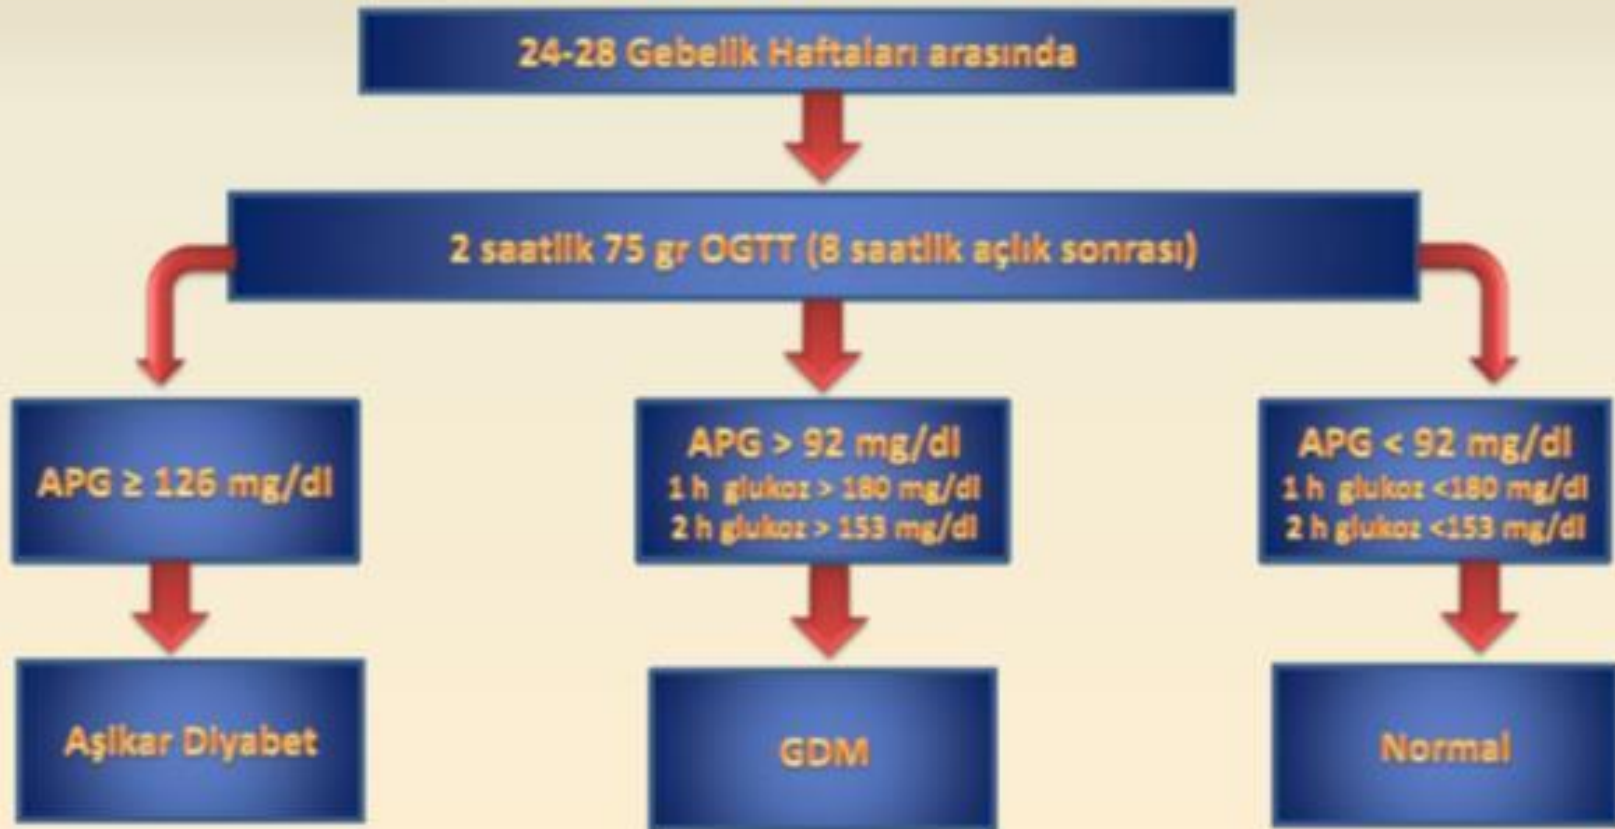 24-28 Gebelik Haftaları arasında
2 saatlik 75 gr OGTT (8 saatlik açlık sonrası)
APG ≥ 126 mg/dl
APG > 92 mg/dl
1 h glukoz > 180 mg/dl
2 h glukoz > 153 mg/dl
APG < 92 mg/dl
1 h glukoz <180 mg/dl
2 h glukoz <153 mg/dl
Aşikar Diyabet
GDM
Normal